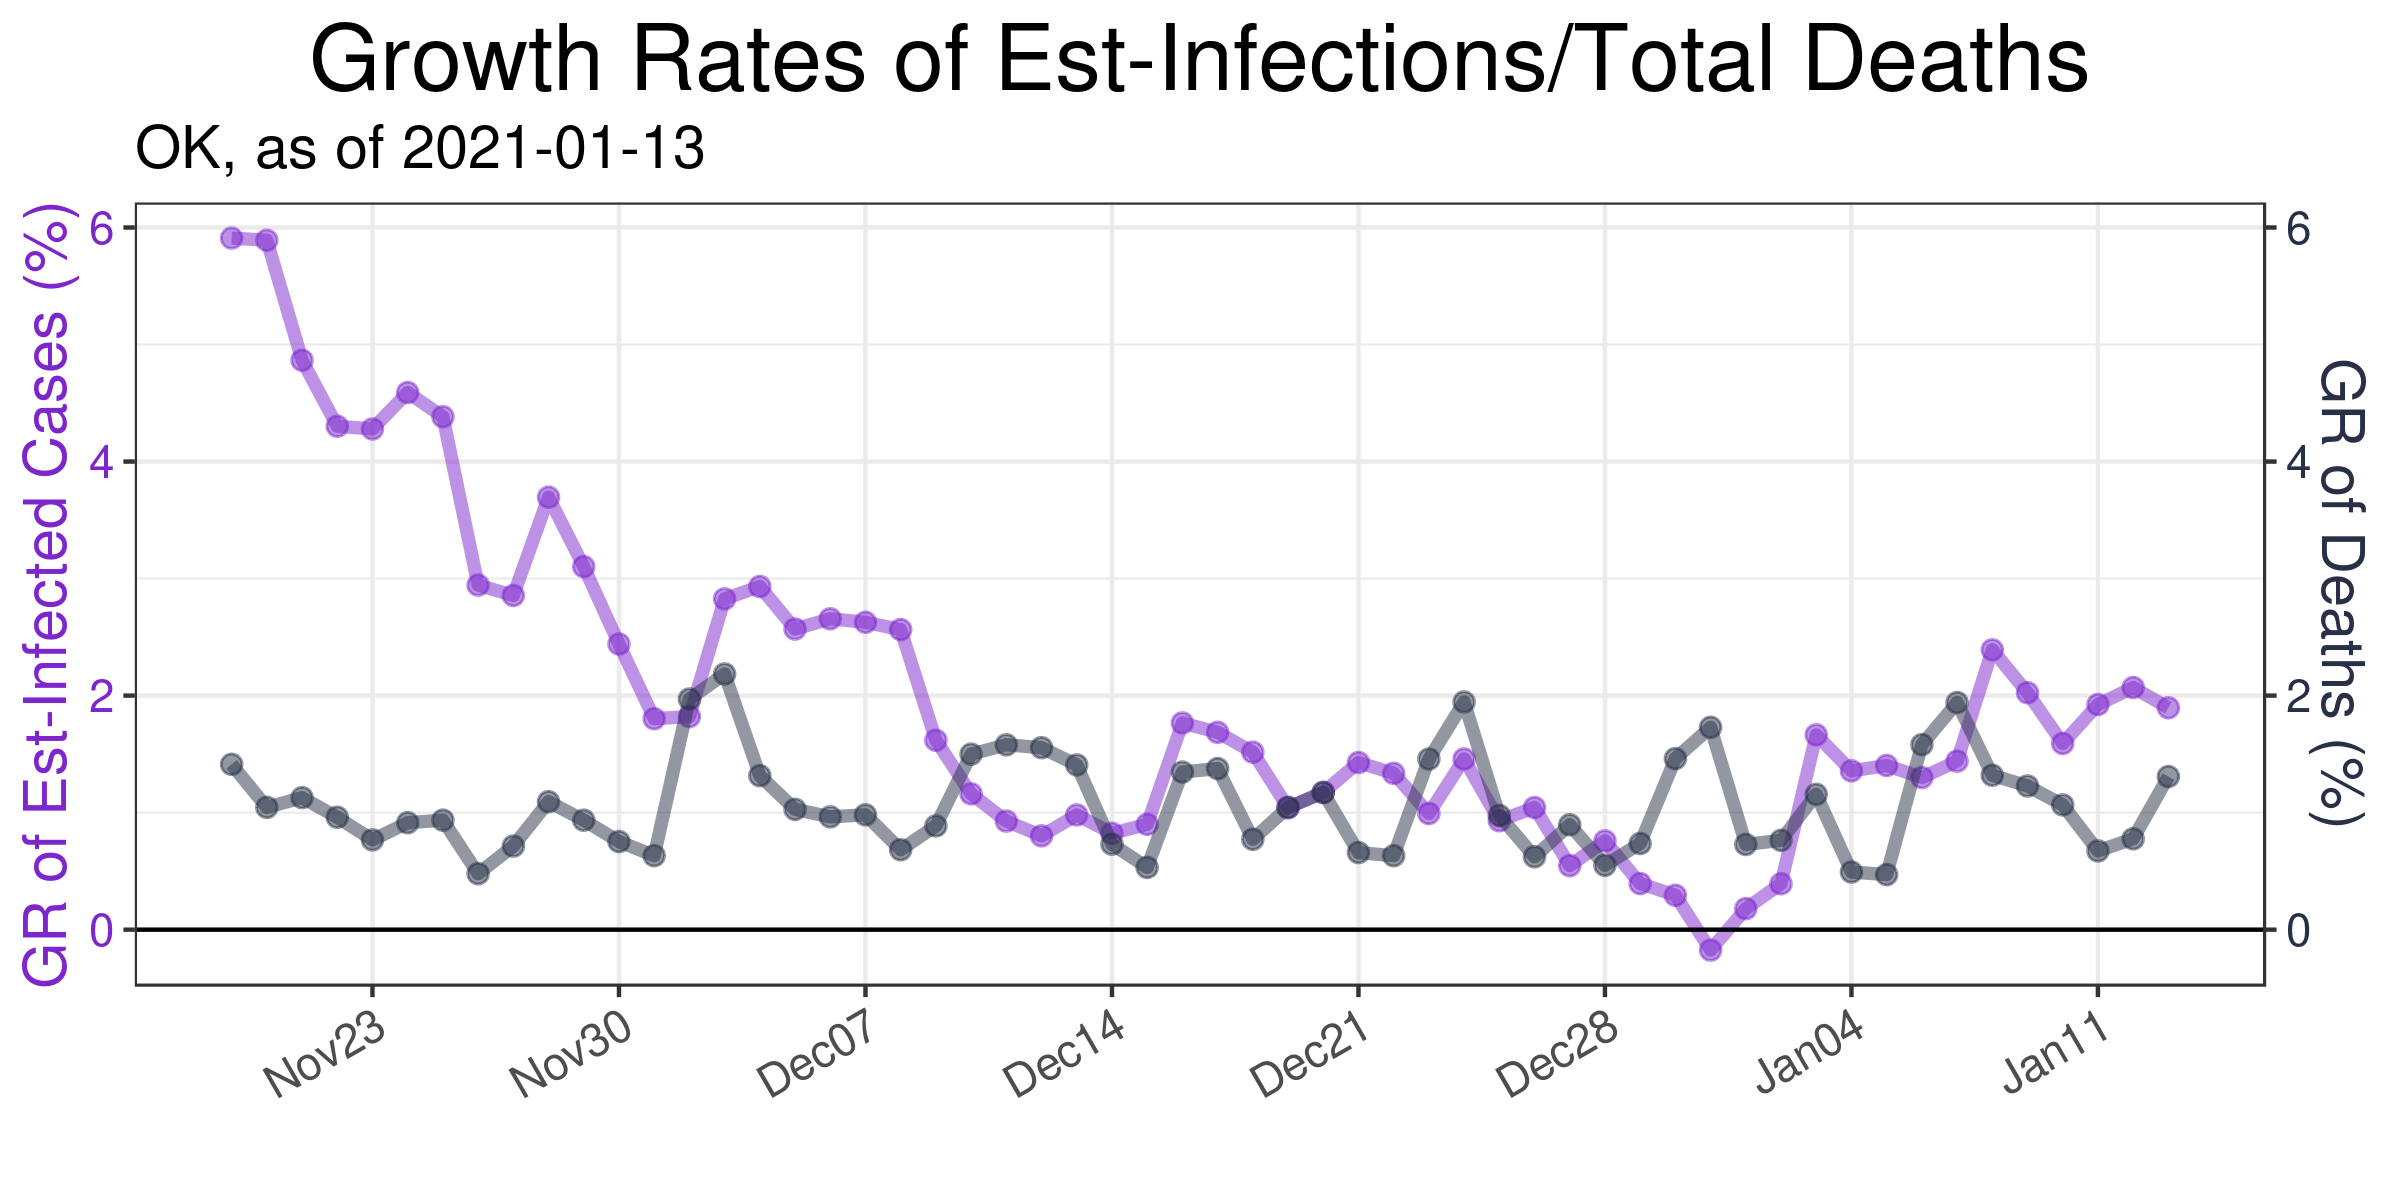 Growth Rates of Est-Infections/Total Deaths
OK, as of 2021-01-13
GR of Est-Infected Cases (%)
6
4
2
0
6
4
2
0
GR of Deaths (%)
Nov23
Nov30
Dec07
Dec14
Dec21
Dec28
Jan04
Jan11